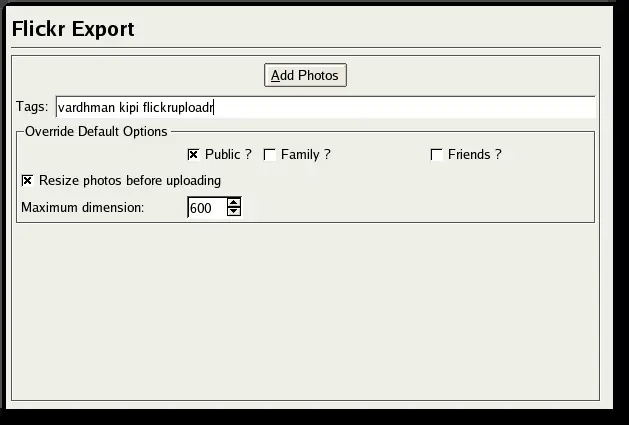 Flickr Export
Add Photos
Tags: vardhman kipi flickruploadr
Override Default Options
Public ? Family ? Friends ?
Resize photos before uploading
Maximum dimension: 600